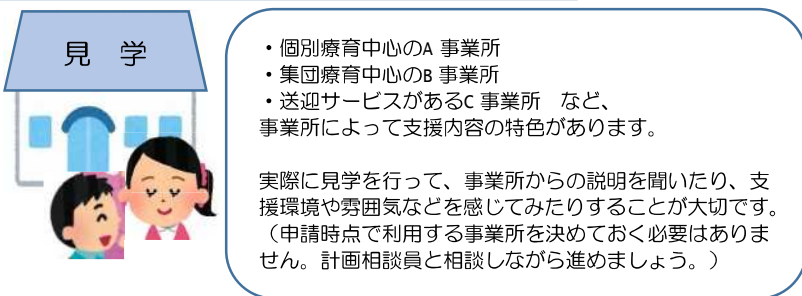 見 学
・個別療育中心のA 事業所
・集団療育中心のB 事業所
・送迎サービスがあるC 事業所　など、
事業所によって支援内容の特色があります。
実際に見学を行って、事業所からの説明を聞いたり、支
援環境や雰囲気などを感じてみたりすることが大切です。
（申請時点で利用する事業所を決めておく必要はありま
せん。計画相談員と相談しながら進めましょう。）